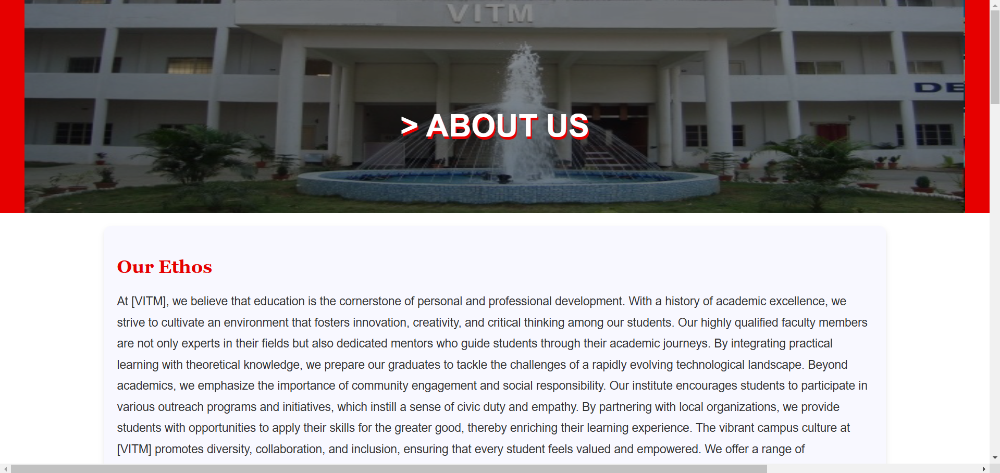 VITM
DE
> ABOUT US
Our Ethos
At [VITM], we believe that education is the cornerstone of personal and professional development. With a history of academic excellence, we
strive to cultivate an environment that fosters innovation, creativity, and critical thinking among our students. Our highly qualified faculty members
are not only experts in their fields but also dedicated mentors who guide students through their academic journeys. By integrating practical
learning with theoretical knowledge, we prepare our graduates to tackle the challenges of a rapidly evolving technological landscape. Beyond
academics, we emphasize the importance of community engagement and social responsibility. Our institute encourages students to participate in
various outreach programs and initiatives, which instill a sense of civic duty and empathy. By partnering with local organizations, we provide
students with opportunities to apply their skills for the greater good, thereby enriching their learning experience. The vibrant campus culture at
[VITM] promotes diversity, collaboration, and inclusion, ensuring that every student feels valued and empowered. We offer a range of